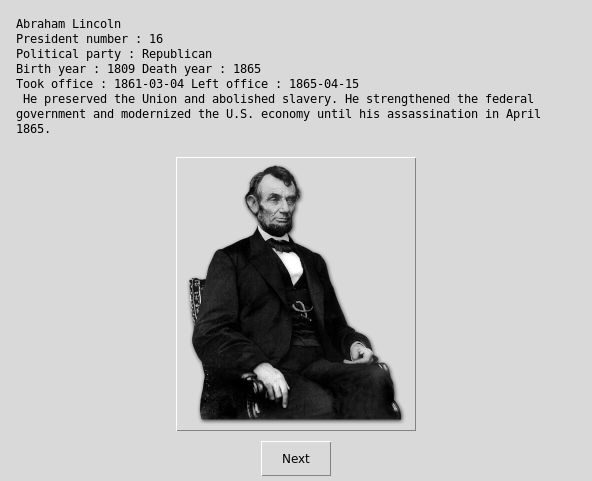 Abraham Lincoln
President number : 16
Political party : Republican
Birth year : 1809 Death year : 1865
Took office : 1861-03-04 Left office : 1865-04-15
He preserved the Union and abolished slavery. He strengthened the federal
government and modernized the U.S. economy until his assassination in April
1865.
Next